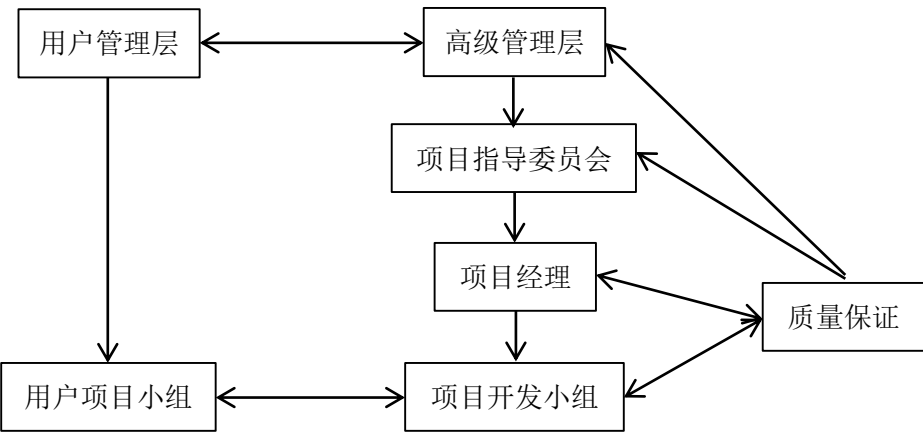 用户管理层
高级管理层
项目指导委员会
项目经理
质量保证
用户项目小组
项目开发小组